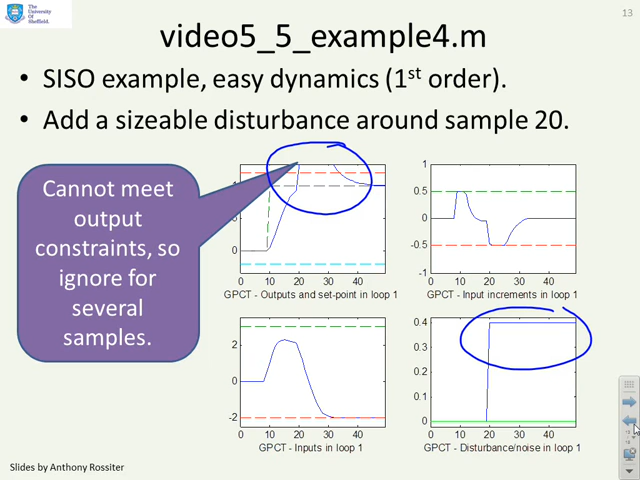 The
University
Of
Sheffield.
13
video5_5_example4.m
• SISO example, easy dynamics (1st order).
• Add a sizeable disturbance around sample 20.
Cannot meet
output
constraints, so
ignore for
several
samples.
0
0 10 20 30 40
GPCT - Outputs and set-point in loop 1
1
0.5
0
-0.5
-1
0 10 20 30 40
GPCT - Input increments in loop 1
2
0
-2
0 10 20 30 40
GPCT - Inputs in loop 1
0.4
0.3
0.2
0.1
0
0 10 20 30 40
GPCT - Disturbance/noise in loop 1
Slides by Anthony Rossiter